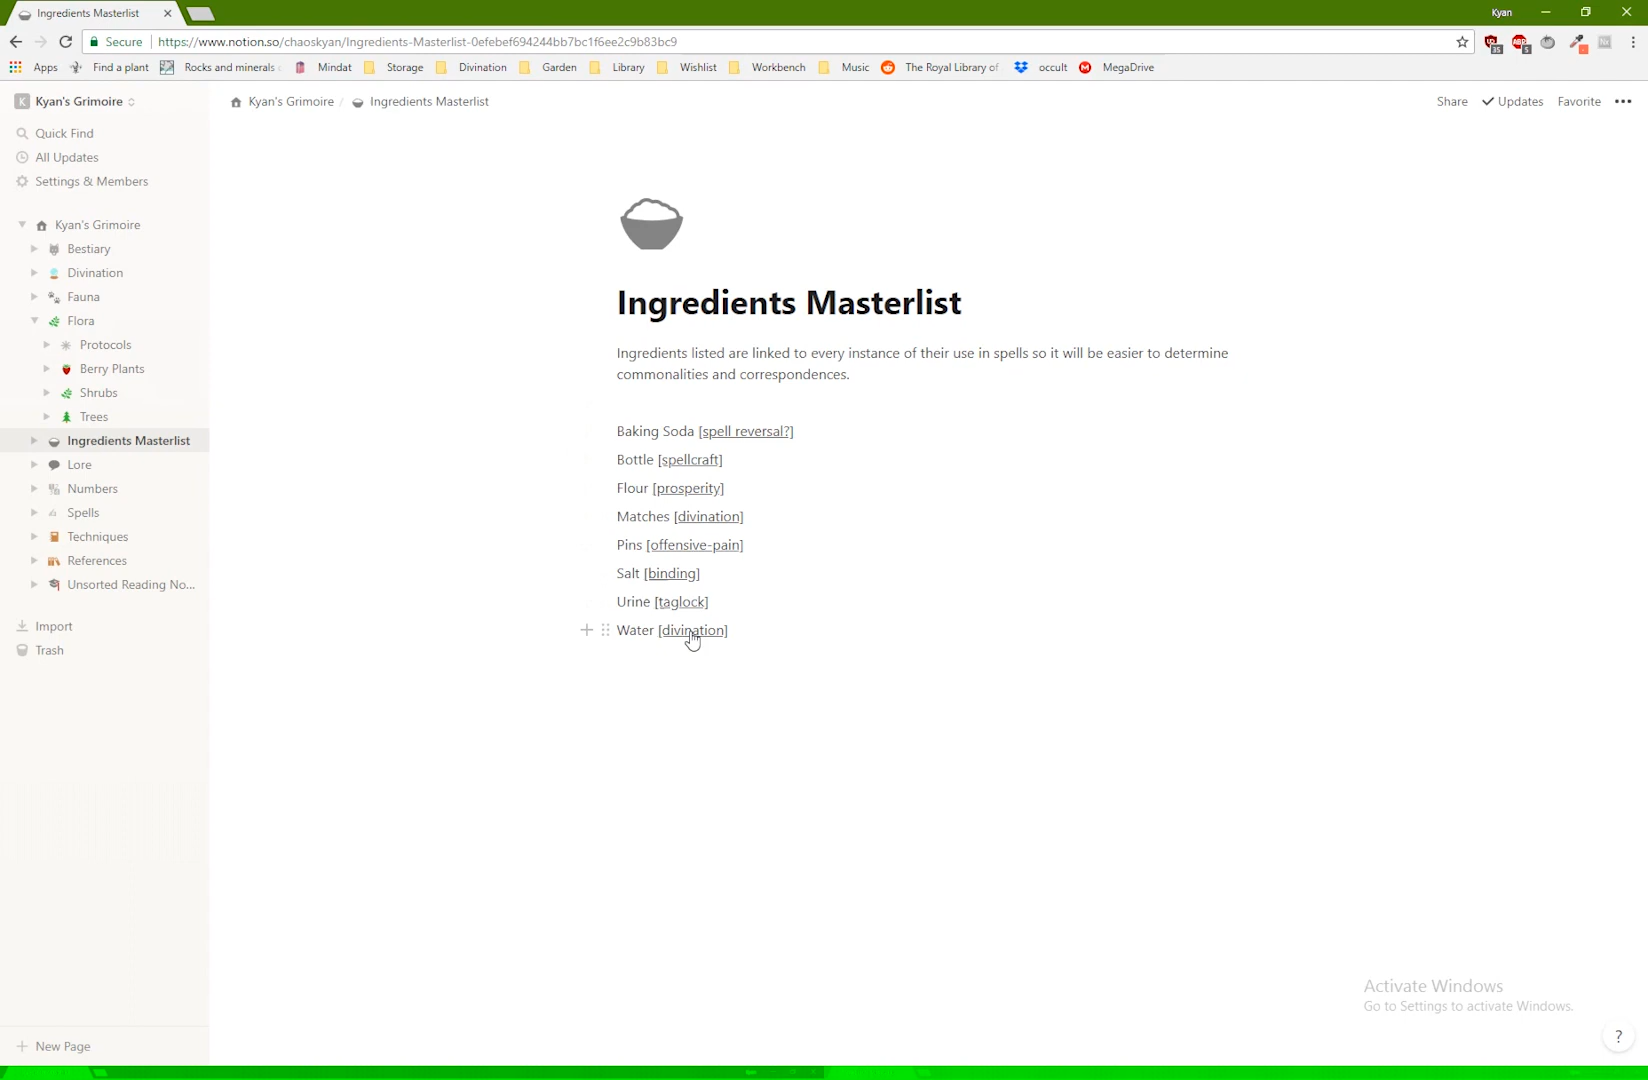 Ingredients Masterlist
Kyan
Secure https://www.notion.so/chaoskyan/Ingredients-Masterlist-0efebef694244bb7bc1f6ee2c9b83bc9
Apps Find a plant Rocks and minerals Mindat Storage Divination Garden Library Wishlist Workbench Music The Royal Library of occult MegaDrive
K Kyan's Grimoire
Kyan's Grimoire / Ingredients Masterlist
Share Updates Favorite
Quick Find
All Updates
Settings & Members
Kyan's Grimoire
Bestiary
Divination
Fauna
Flora
Protocols
Berry Plants
Shrubs
Trees
Ingredients Masterlist
Lore
Numbers
Spells
Techniques
References
Unsorted Reading No...
Import
Trash
New Page
Ingredients Masterlist
Ingredients listed are linked to every instance of their use in spells so it will be easier to determine
commonalities and correspondences.
Baking Soda [spell reversal?]
Bottle [spellcraft]
Flour [prosperity]
Matches [divination]
Pins [offensive-pain]
Salt [binding]
Urine [taglock]
Water [divination]
Activate Windows
Go to Settings to activate Windows.
?